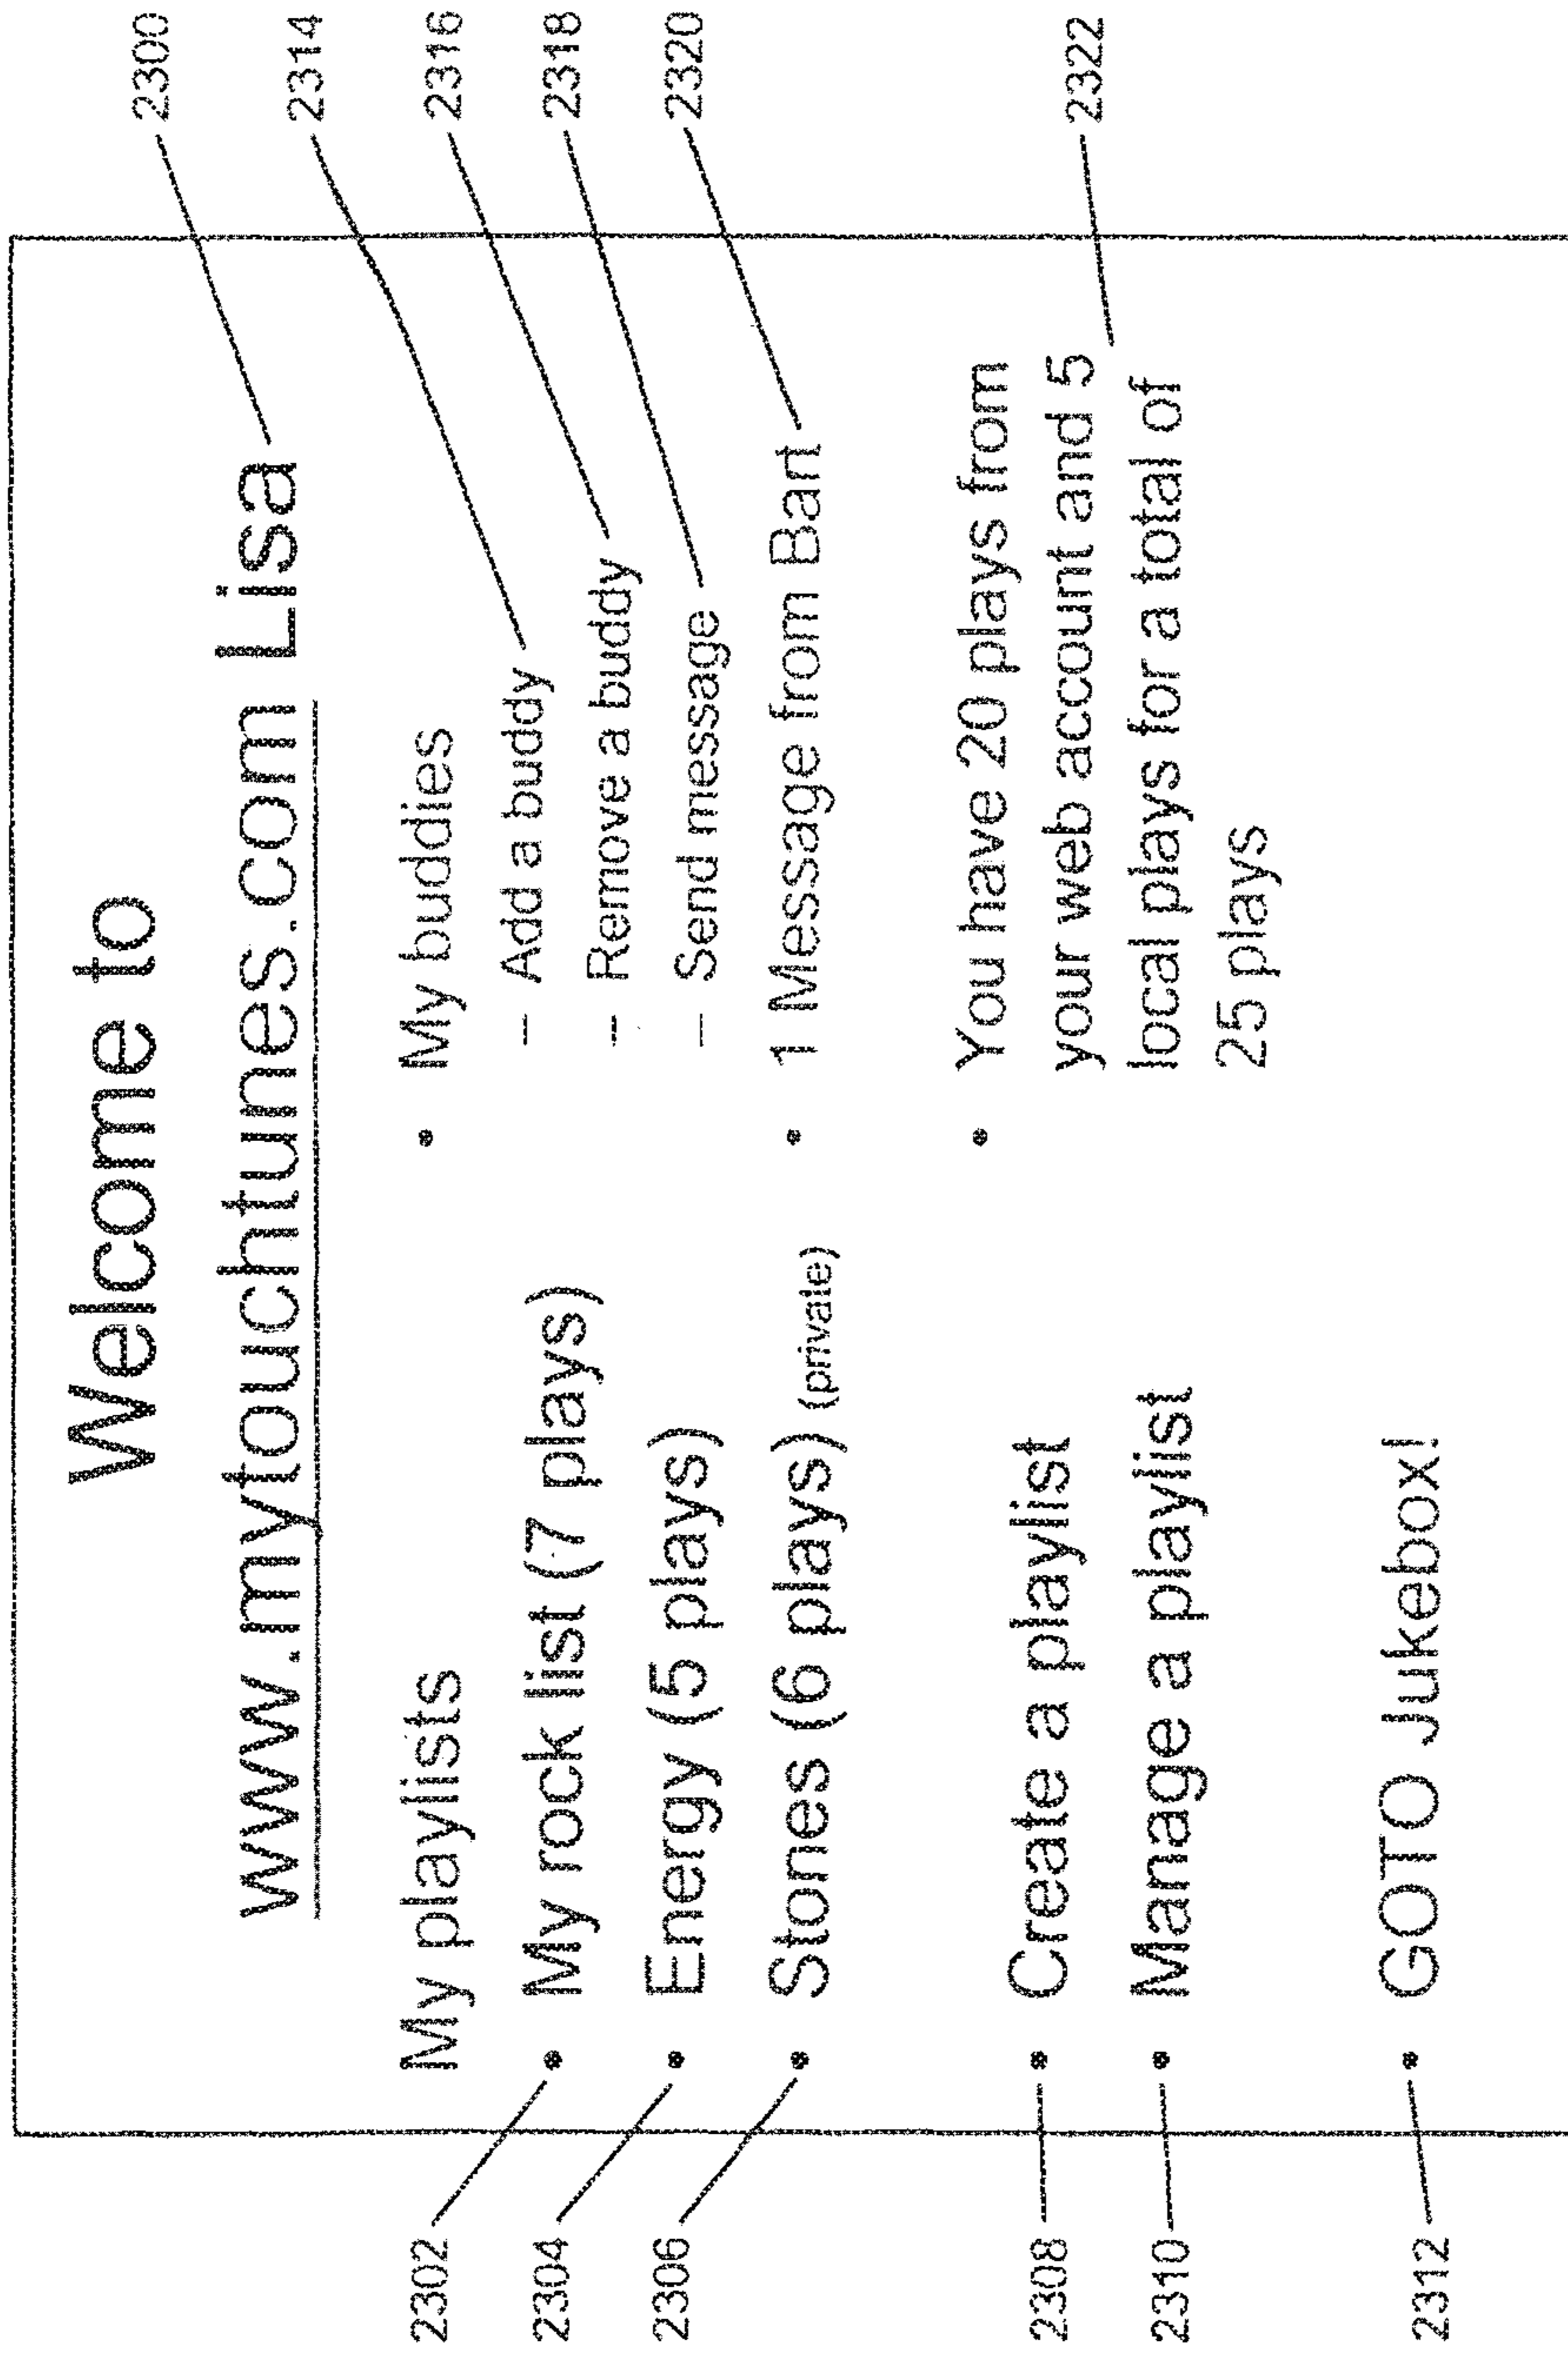 Welcome to
www.mytouchtunes.com Lisa
2300
My playlists
2302
• My rock list (7 plays)
2304
• Energy (5 plays)
2306
• Stones (6 plays) (private)
2308
• Create a playlist
2310
• Manage a playlist
2312
• GOTO Jukebox!
• My buddies
– Add a buddy
2314
– Remove a buddy
2316
– Send message
2318
• 1 Message from Bart
2320
• You have 20 plays from
your web account and 5
local plays for a total of
25 plays
2322